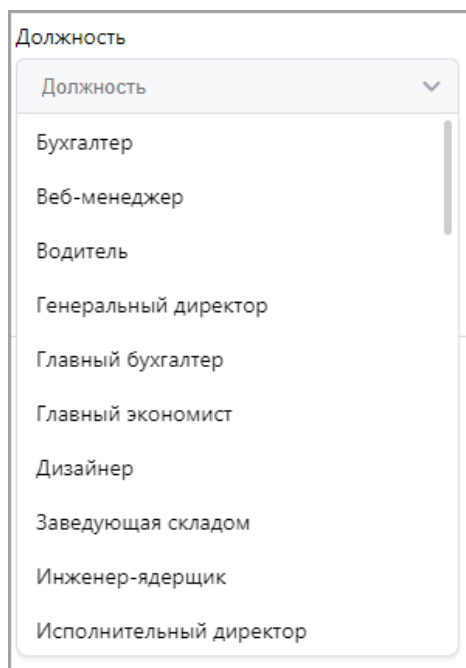 Должность
Должность
Бухгалтер
Веб-менеджер
Водитель
Генеральный директор
Главный бухгалтер
Главный экономист
Дизайнер
Заведующая складом
Инженер-ядерщик
Исполнительный директор